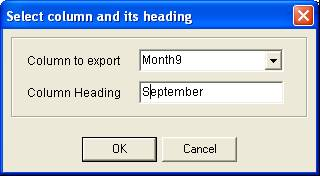 Select column and its heading
Column to export Month9
Column Heading September
OK Cancel